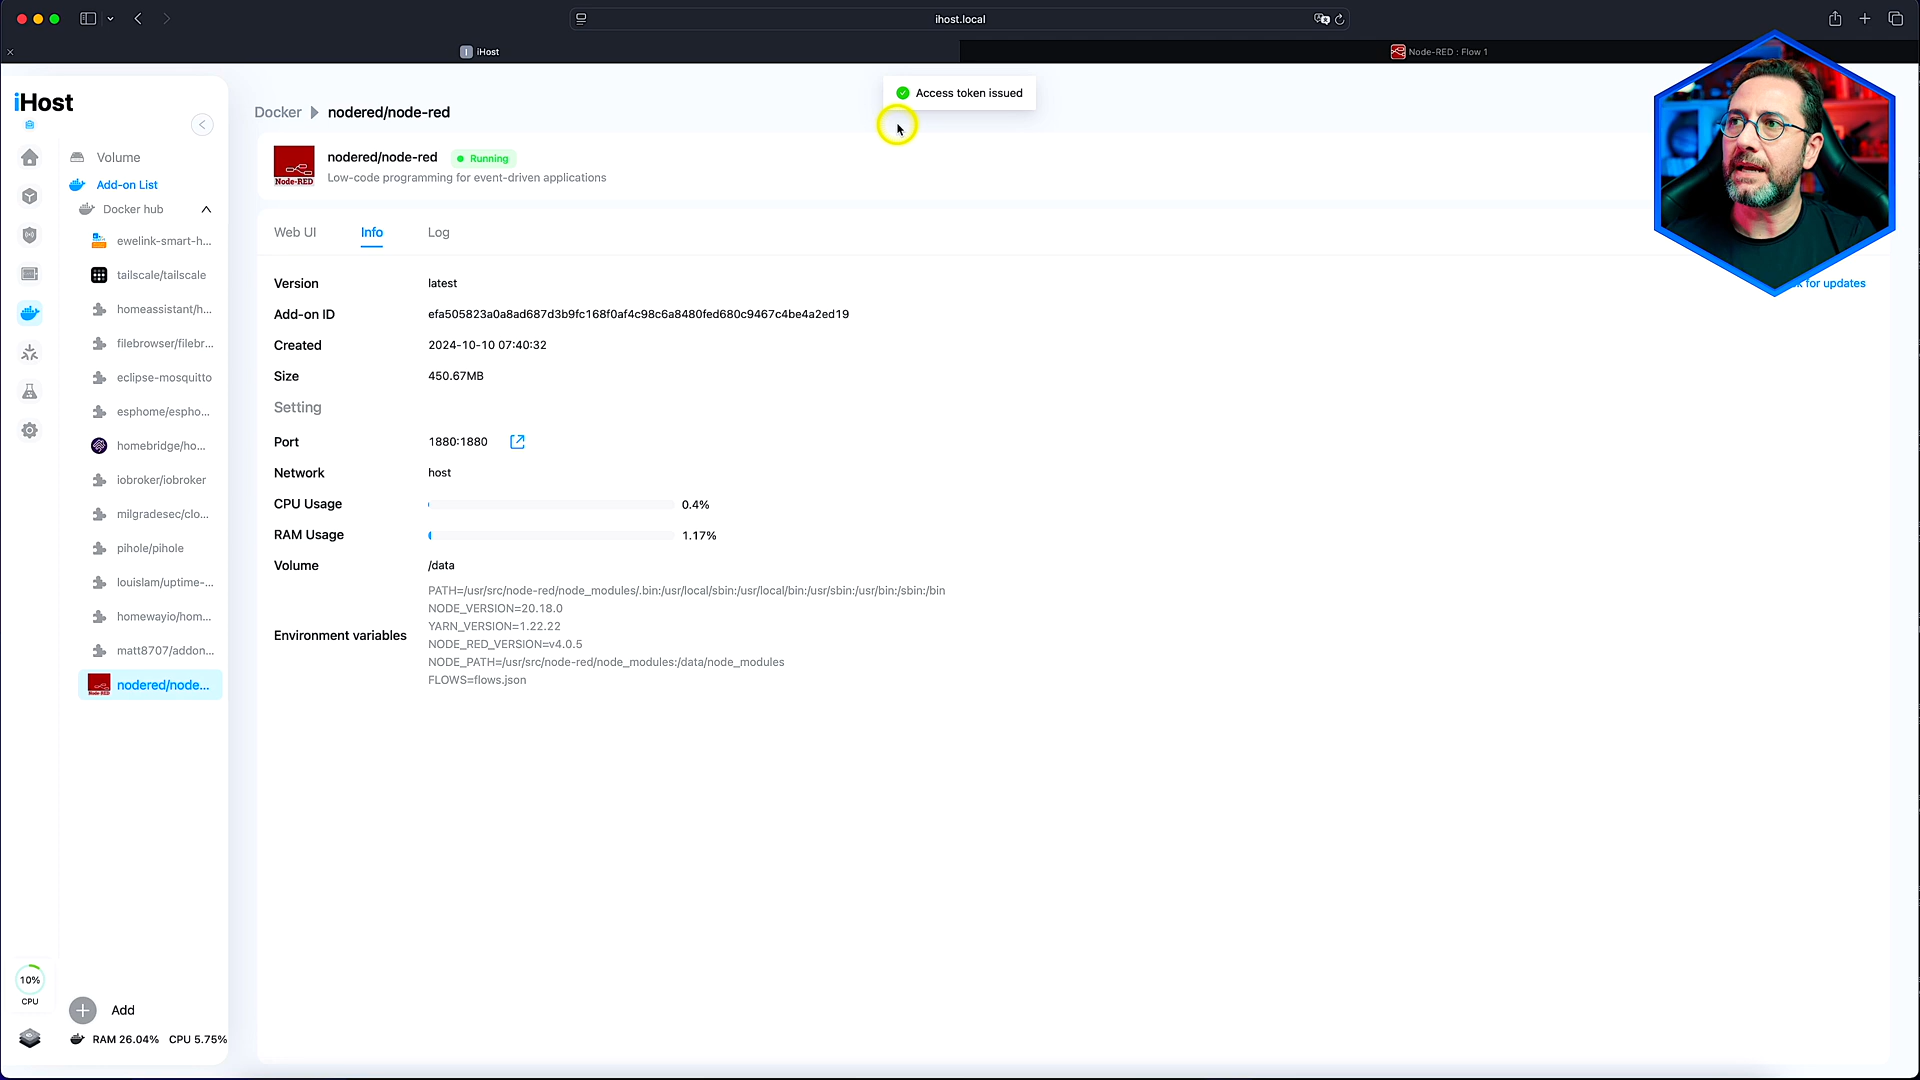 ihost.local
I iHost
Node-RED : Flow 1
iHost
Access token issued
Docker
nodered/node-red
Volume
Add-on List
Docker hub
ewelink-smart-h...
tailscale/tailscale
homeassistant/h...
filebrowser/filebr...
eclipse-mosquitto
esphome/espho...
homebridge/ho...
iobroker/iobroker
milgradesec/clo...
pihole/pihole
louislam/uptime-...
homewayio/hom...
matt8707/addon...
nodered/node...
Node-RED
nodered/node-red
Running
Low-code programming for event-driven applications
Web UI
Info
Log
for updates
Version latest
Add-on ID efa505823a0a8ad687d3b9fc168f0af4c98c6a8480fed680c9467c4be4a2ed19
Created 2024-10-10 07:40:32
Size 450.67MB
Setting
Port 1880:1880
Network host
CPU Usage 0.4%
RAM Usage 1.17%
Volume /data
Environment variables
PATH=/usr/src/node-red/node_modules/.bin:/usr/local/sbin:/usr/local/bin:/usr/sbin:/usr/bin:/sbin:/bin
NODE_VERSION=20.18.0
YARN_VERSION=1.22.22
NODE_RED_VERSION=v4.0.5
NODE_PATH=/usr/src/node-red/node_modules:/data/node_modules
FLOWS=flows.json
10%
CPU
Add
RAM 26.04% CPU 5.75%